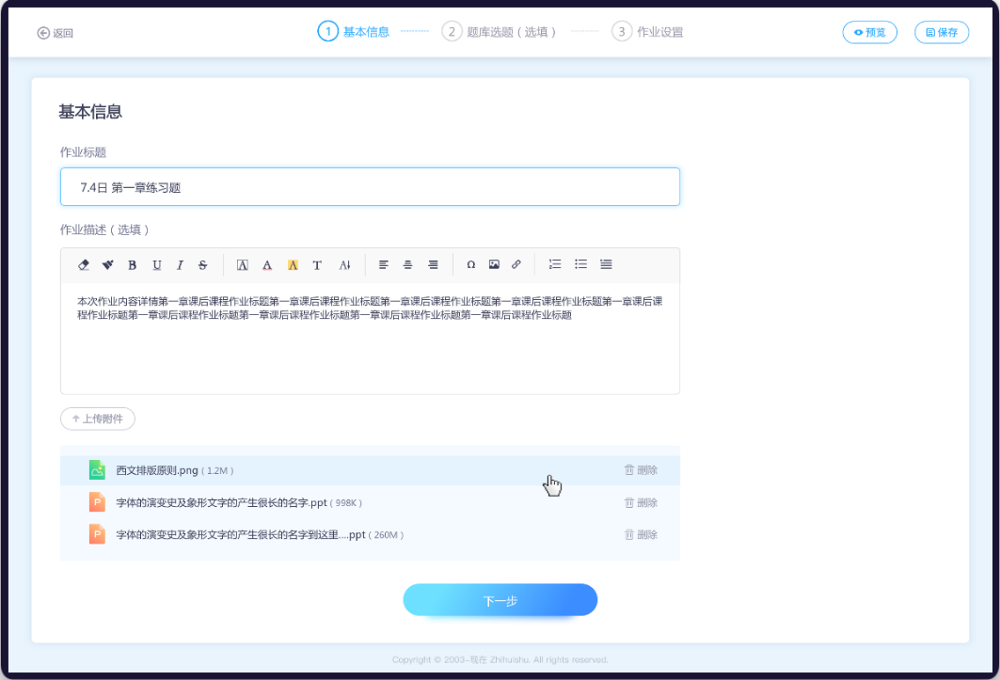 返回
1 基本信息
2 题库选题（选填）
3 作业设置
预览
保存
基本信息
作业标题
7.4日 第一章练习题
作业描述（选填）
B U I S A A A T A
Ω
本次作业内容详情第一章课后课程作业标题第一章课后课程作业标题第一章课后课程作业标题第一章课后课程作业标题第一章课后课
程作业标题第一章课后课程作业标题第一章课后课程作业标题第一章课后课程作业标题第一章课后课程作业标题
上传附件
西文排版原则.png（1.2M） 删除
P 字体的演变史及象形文字的产生很长的名字.ppt（998K） 删除
P 字体的演变史及象形文字的产生很长的名字到这里....ppt（260M） 删除
下一步
Copyright © 2003-现在 Zhihuishu. All rights reserved.